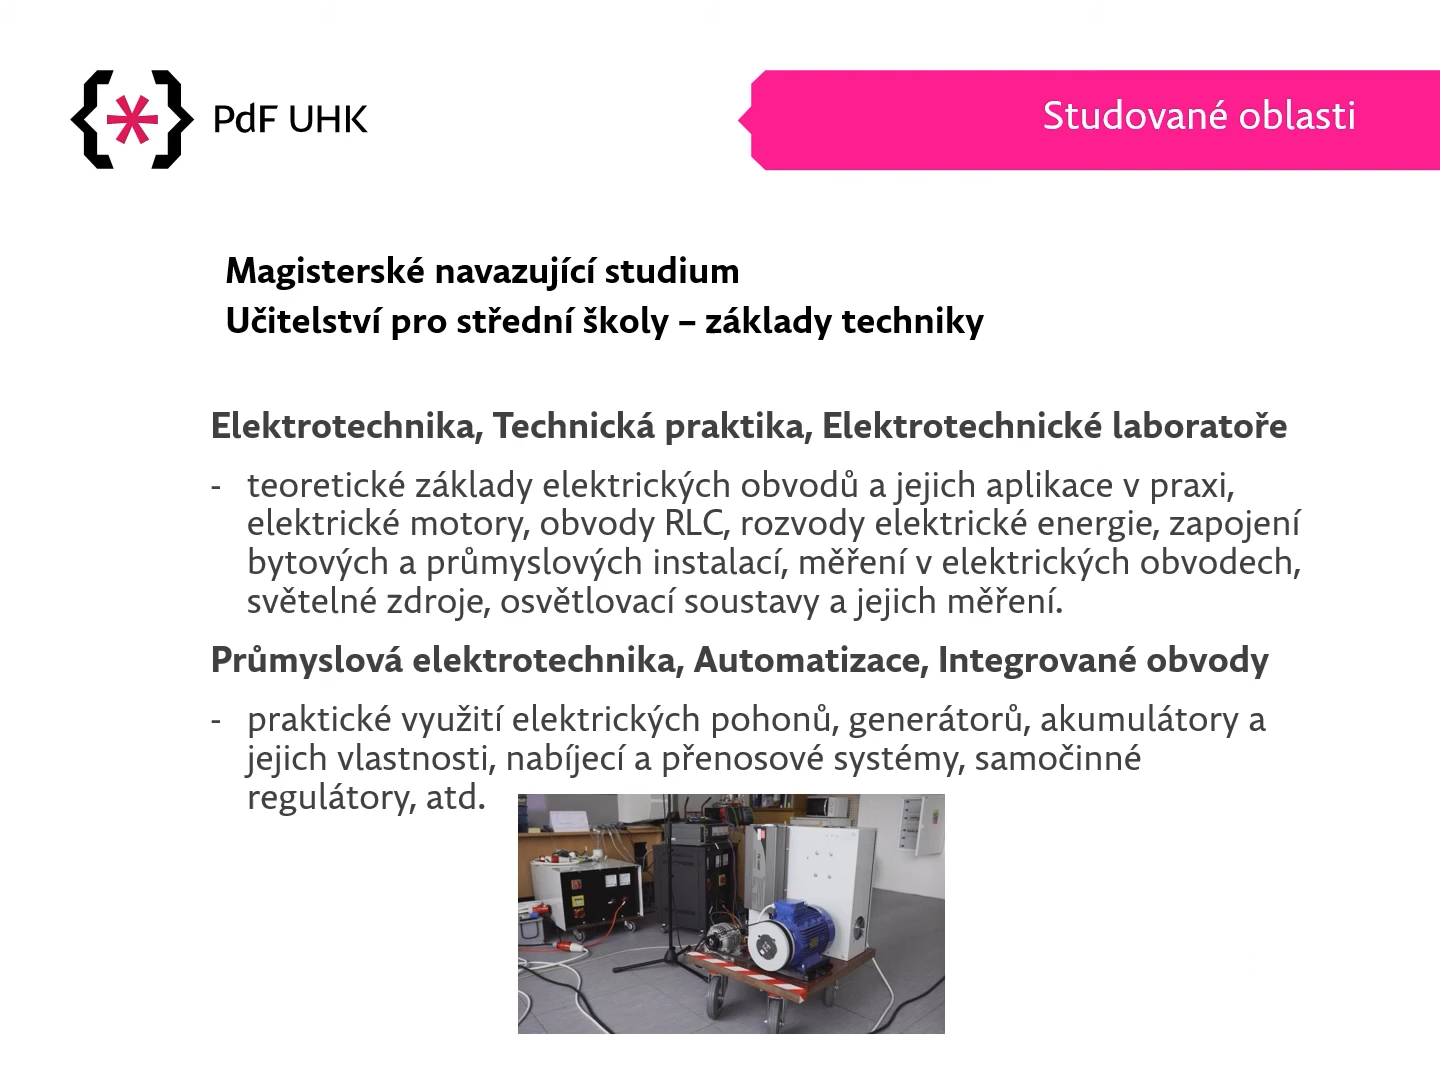 PdF UHK
Studované oblasti
Magisterské navazující studium
Učitelství pro střední školy – základy techniky
Elektrotechnika, Technická praktika, Elektrotechnické laboratoře
- teoretické základy elektrických obvodů a jejich aplikace v praxi,
elektrické motory, obvody RLC, rozvody elektrické energie, zapojení
bytových a průmyslových instalací, měření v elektrických obvodech,
světelné zdroje, osvětlovací soustavy a jejich měření.
Průmyslová elektrotechnika, Automatizace, Integrované obvody
- praktické využití elektrických pohonů, generátorů, akumulátory a
jejich vlastnosti, nabíjecí a přenosové systémy, samočinné
regulátory, atd.